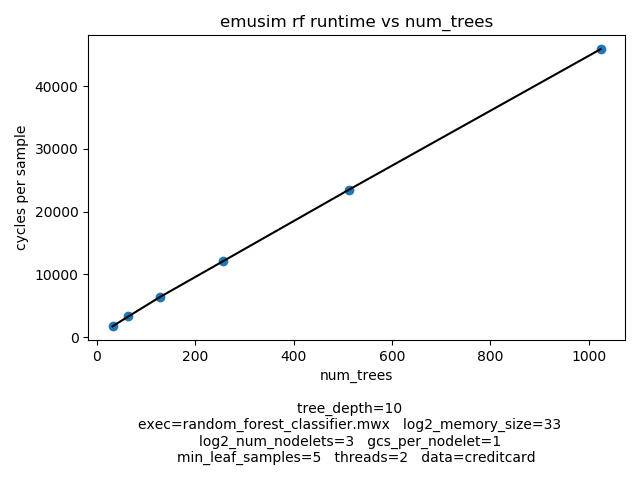 emusim rf runtime vs num_trees
40000
30000
20000
10000
0
cycles per sample
0 200 400 600 800 1000
num_trees
tree_depth=10
exec=random_forest_classifier.mwx log2_memory_size=33
log2_num_nodelets=3 gcs_per_nodelet=1
min_leaf_samples=5 threads=2 data=creditcard